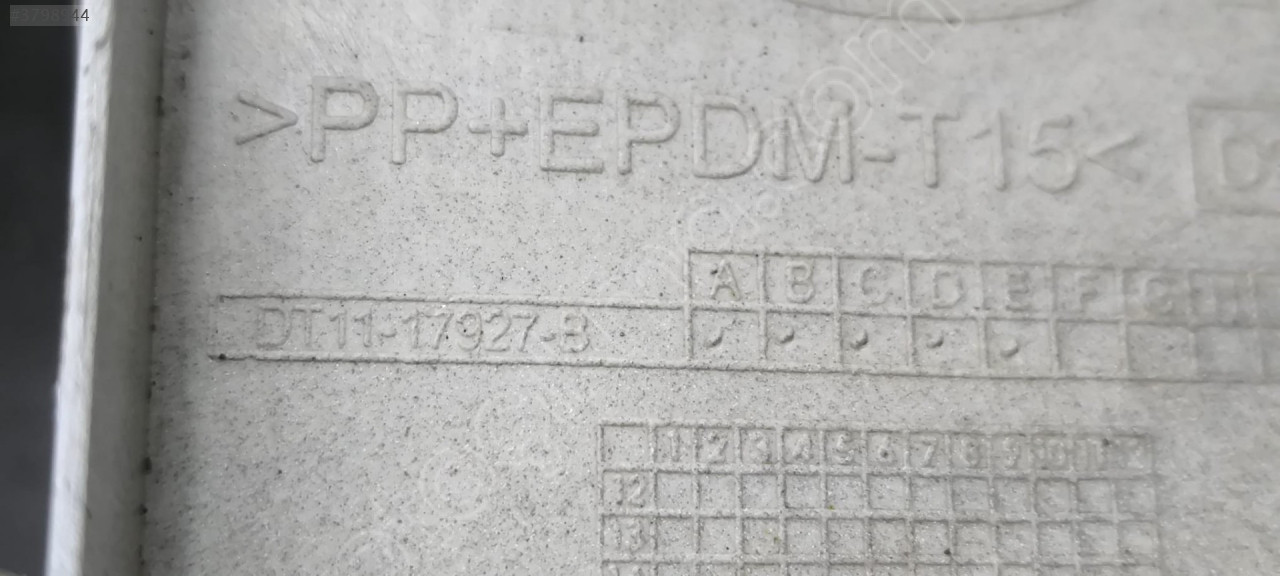 >PP+EPDM-T15<
A B C D E F G H
DT11-17927-B
1 2 3 4 5 6 7 8 9 10 11
12
13